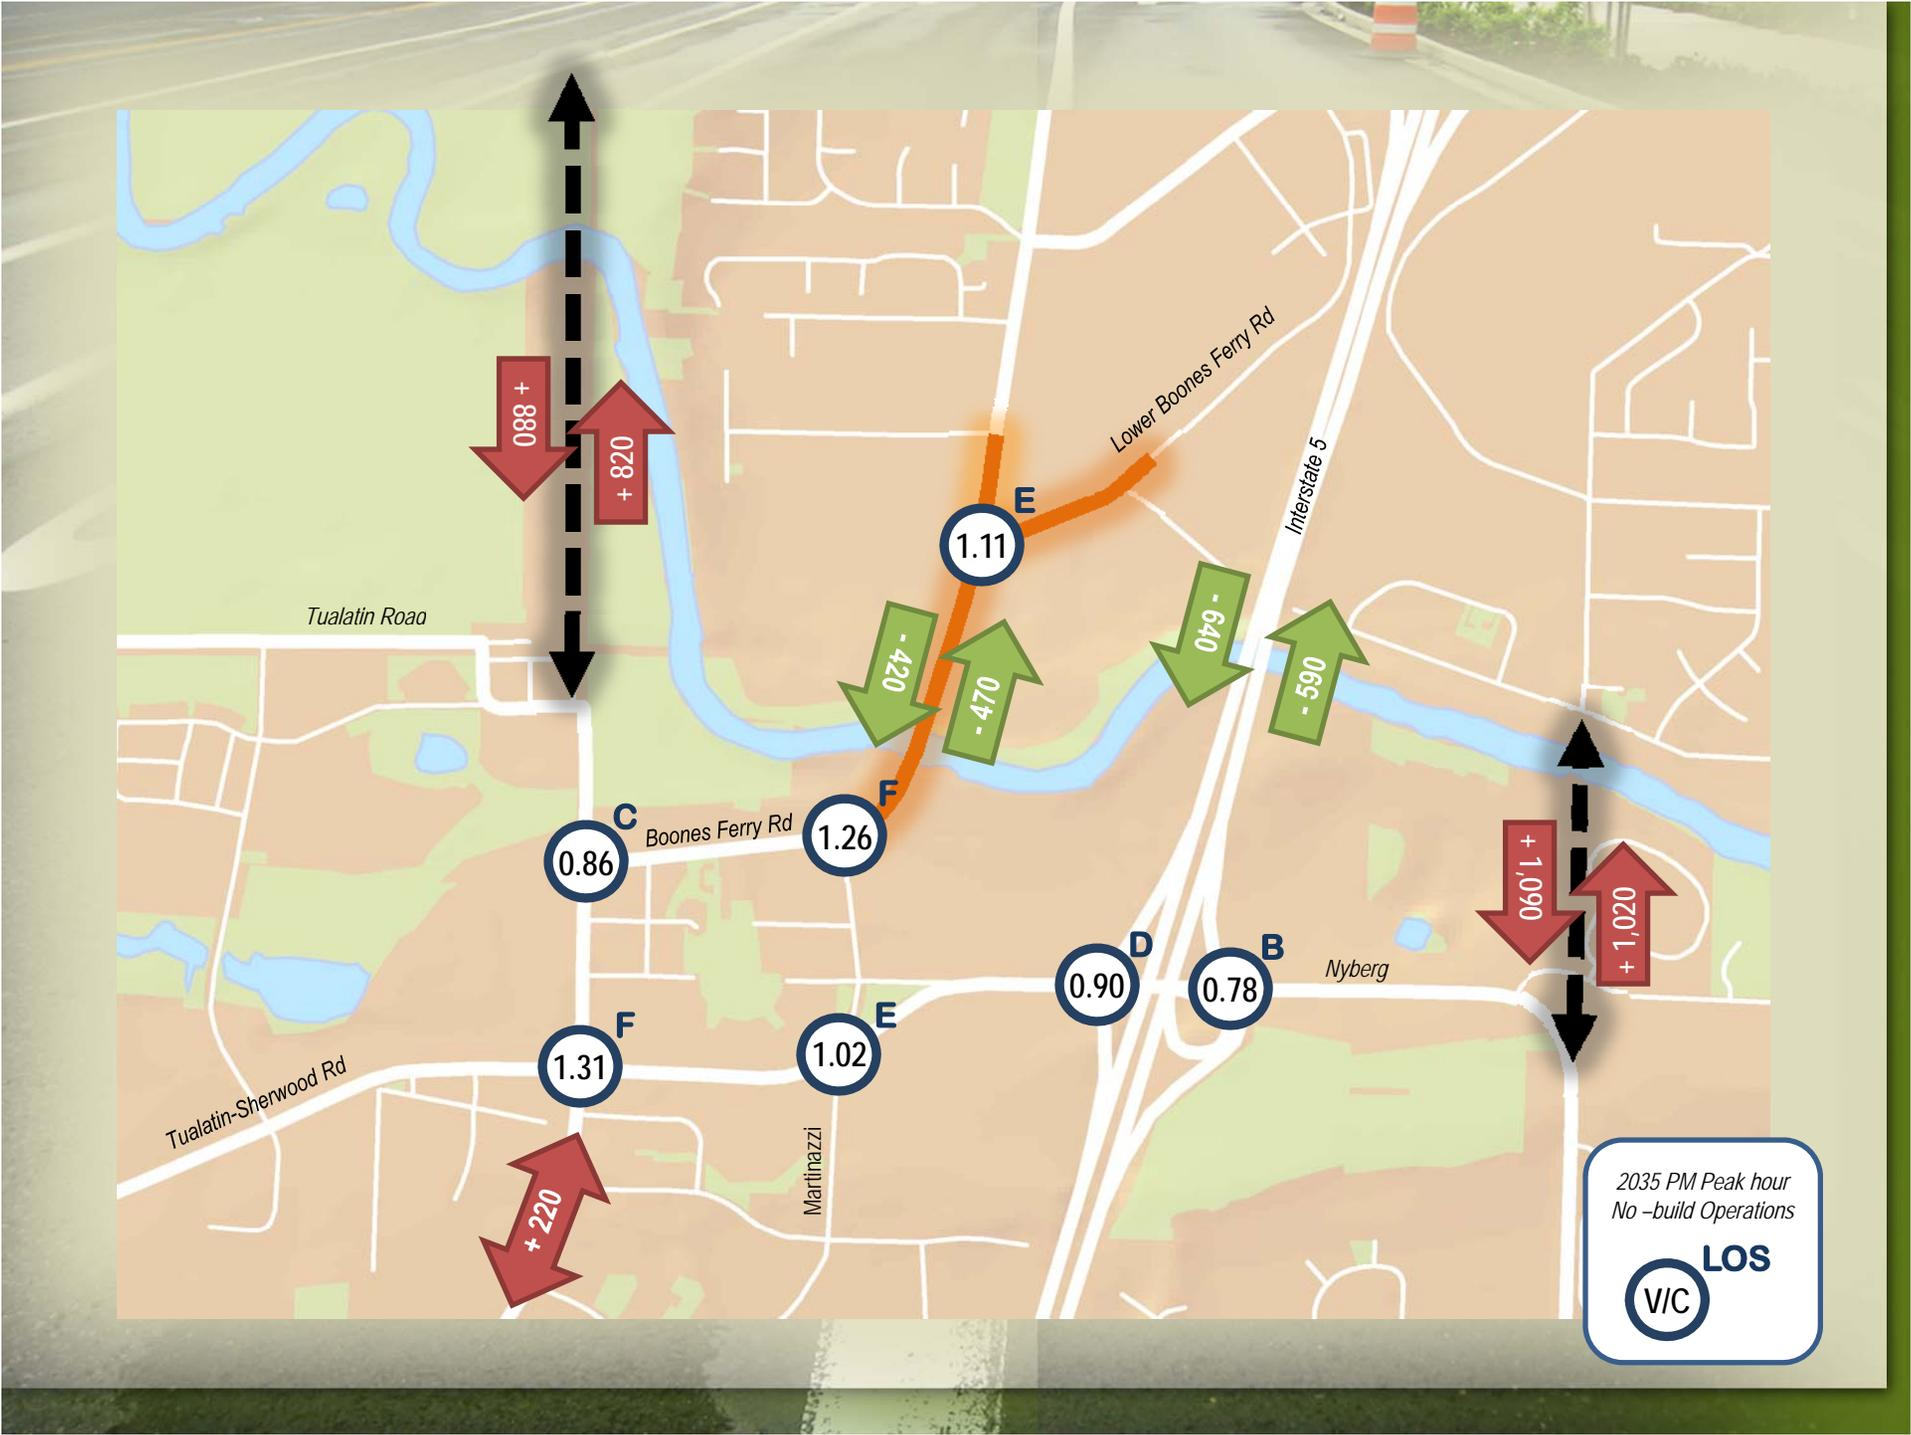 + 880
+ 820
Lower Boones Ferry Rd
Interstate 5
E
1.11
Tualatin Road
- 420
- 470
- 640
- 590
F
1.26
C
0.86
Boones Ferry Rd
+ 1,090
+ 1,020
D
0.90
B
0.78
Nyberg
F
1.31
E
1.02
Tualatin-Sherwood Rd
Martinazzi
+ 220
2035 PM Peak hour
No –build Operations
LOS
V/C